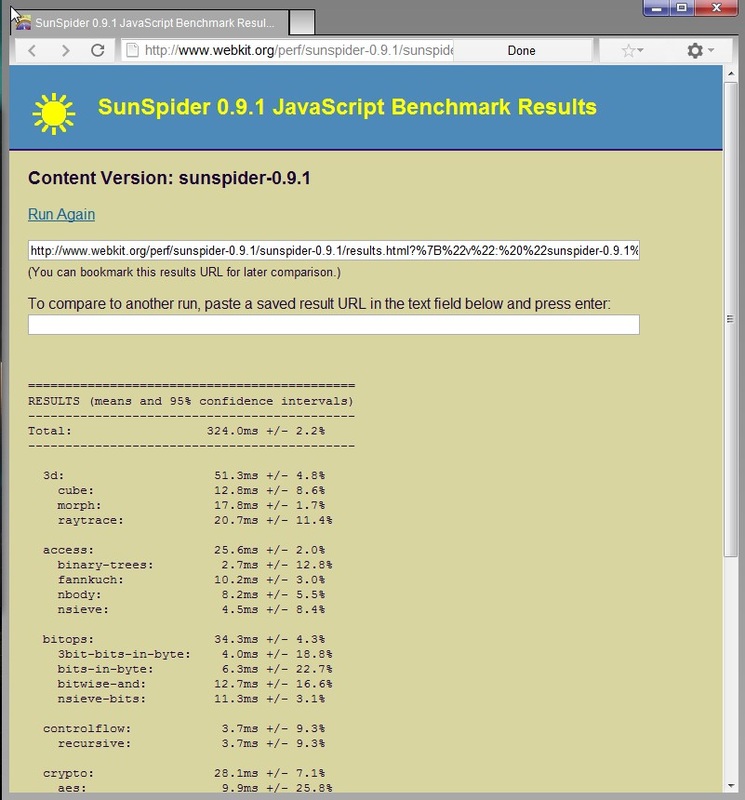 SunSpider 0.9.1 JavaScript Benchmark Resul...
http://www.webkit.org/perf/sunspider-0.9.1/sunspide
Done
SunSpider 0.9.1 JavaScript Benchmark Results
Content Version: sunspider-0.9.1
Run Again
http://www.webkit.org/perf/sunspider-0.9.1/sunspider-0.9.1/results.html?%7B%22v%22:%20%22sunspider-0.9.1%
(You can bookmark this results URL for later comparison.)
To compare to another run, paste a saved result URL in the text field below and press enter:
============================================
RESULTS (means and 95% confidence intervals)
--------------------------------------------
Total:                  324.0ms +/- 2.2%
--------------------------------------------
  3d:                    51.3ms +/- 4.8%
    cube:                12.8ms +/- 8.6%
    morph:               17.8ms +/- 1.7%
    raytrace:            20.7ms +/- 11.4%
  access:                25.6ms +/- 2.0%
    binary-trees:         2.7ms +/- 12.8%
    fannkuch:            10.2ms +/- 3.0%
    nbody:                8.2ms +/- 5.5%
    nsieve:               4.5ms +/- 8.4%
  bitops:                34.3ms +/- 4.3%
    3bit-bits-in-byte:    4.0ms +/- 18.8%
    bits-in-byte:         6.3ms +/- 22.7%
    bitwise-and:         12.7ms +/- 16.6%
    nsieve-bits:         11.3ms +/- 3.1%
  controlflow:            3.7ms +/- 9.3%
    recursive:            3.7ms +/- 9.3%
  crypto:                28.1ms +/- 7.1%
    aes:                  9.9ms +/- 25.8%